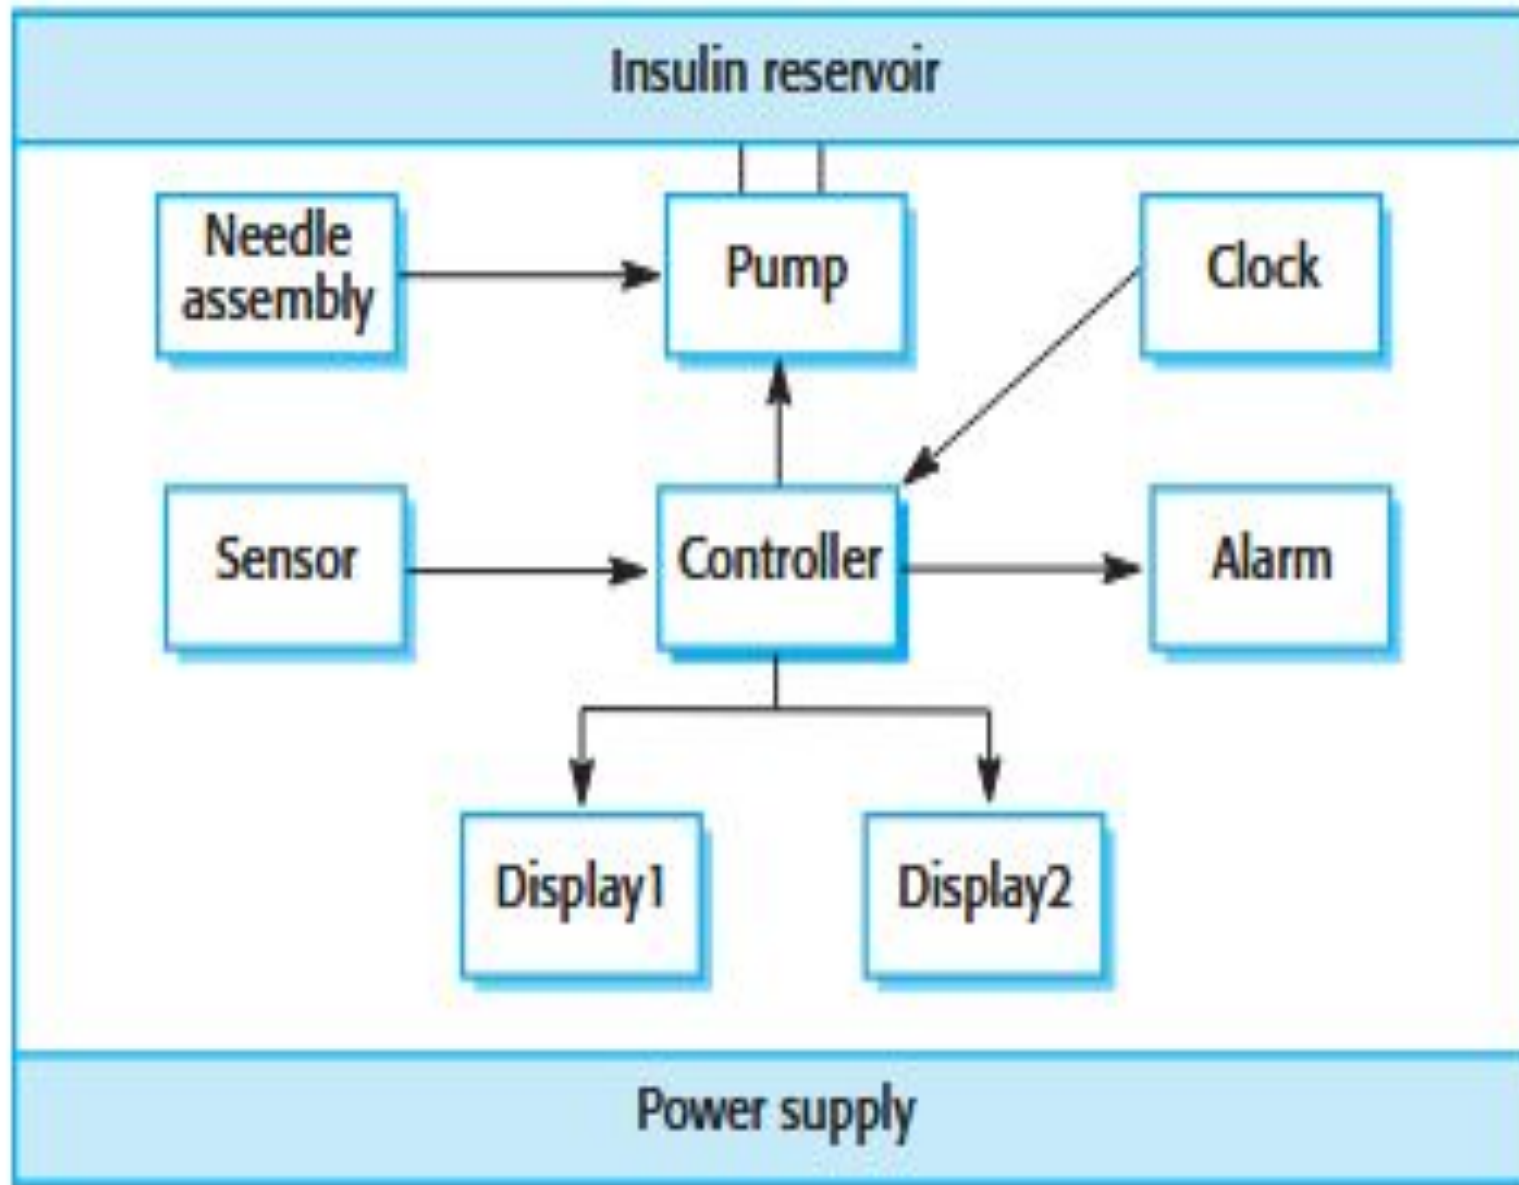 Insulin reservoir
Needle
assembly
Pump
Clock
Sensor
Controller
Alarm
Display1
Display2
Power supply